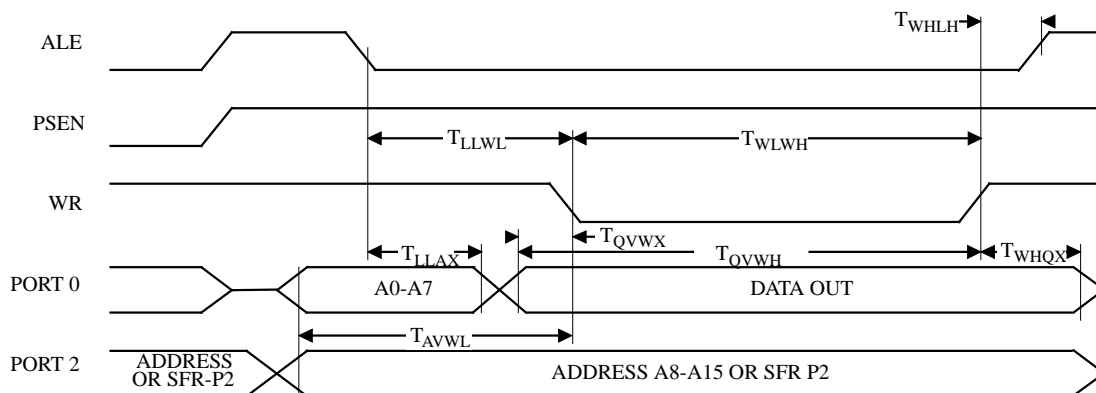 T_WHLH
ALE
PSEN
T_LLWL
T_WLWH
WR
T_QVWX
T_LLAX
T_QVWH
T_WHQX
PORT 0
A0-A7
DATA OUT
T_AVWL
PORT 2
ADDRESS
OR SFR-P2
ADDRESS A8-A15 OR SFR P2